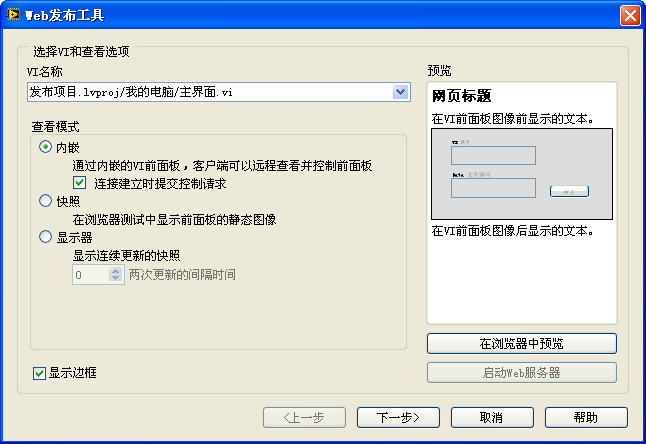 Web发布工具
选择VI和查看选项
VI名称
发布项目.lvproj/我的电脑/主界面.vi
查看模式
内嵌
通过内嵌的VI前面板，客户端可以远程查看并控制前面板
连接建立时提交控制请求
快照
在浏览器测试中显示前面板的静态图像
显示器
显示连续更新的快照
0 两次更新的间隔时间
显示边框
预览
网页标题
在VI前面板图像前显示的文本。
在VI前面板图像后显示的文本。
在浏览器中预览
启动Web服务器
<上一步
下一步>
取消
帮助